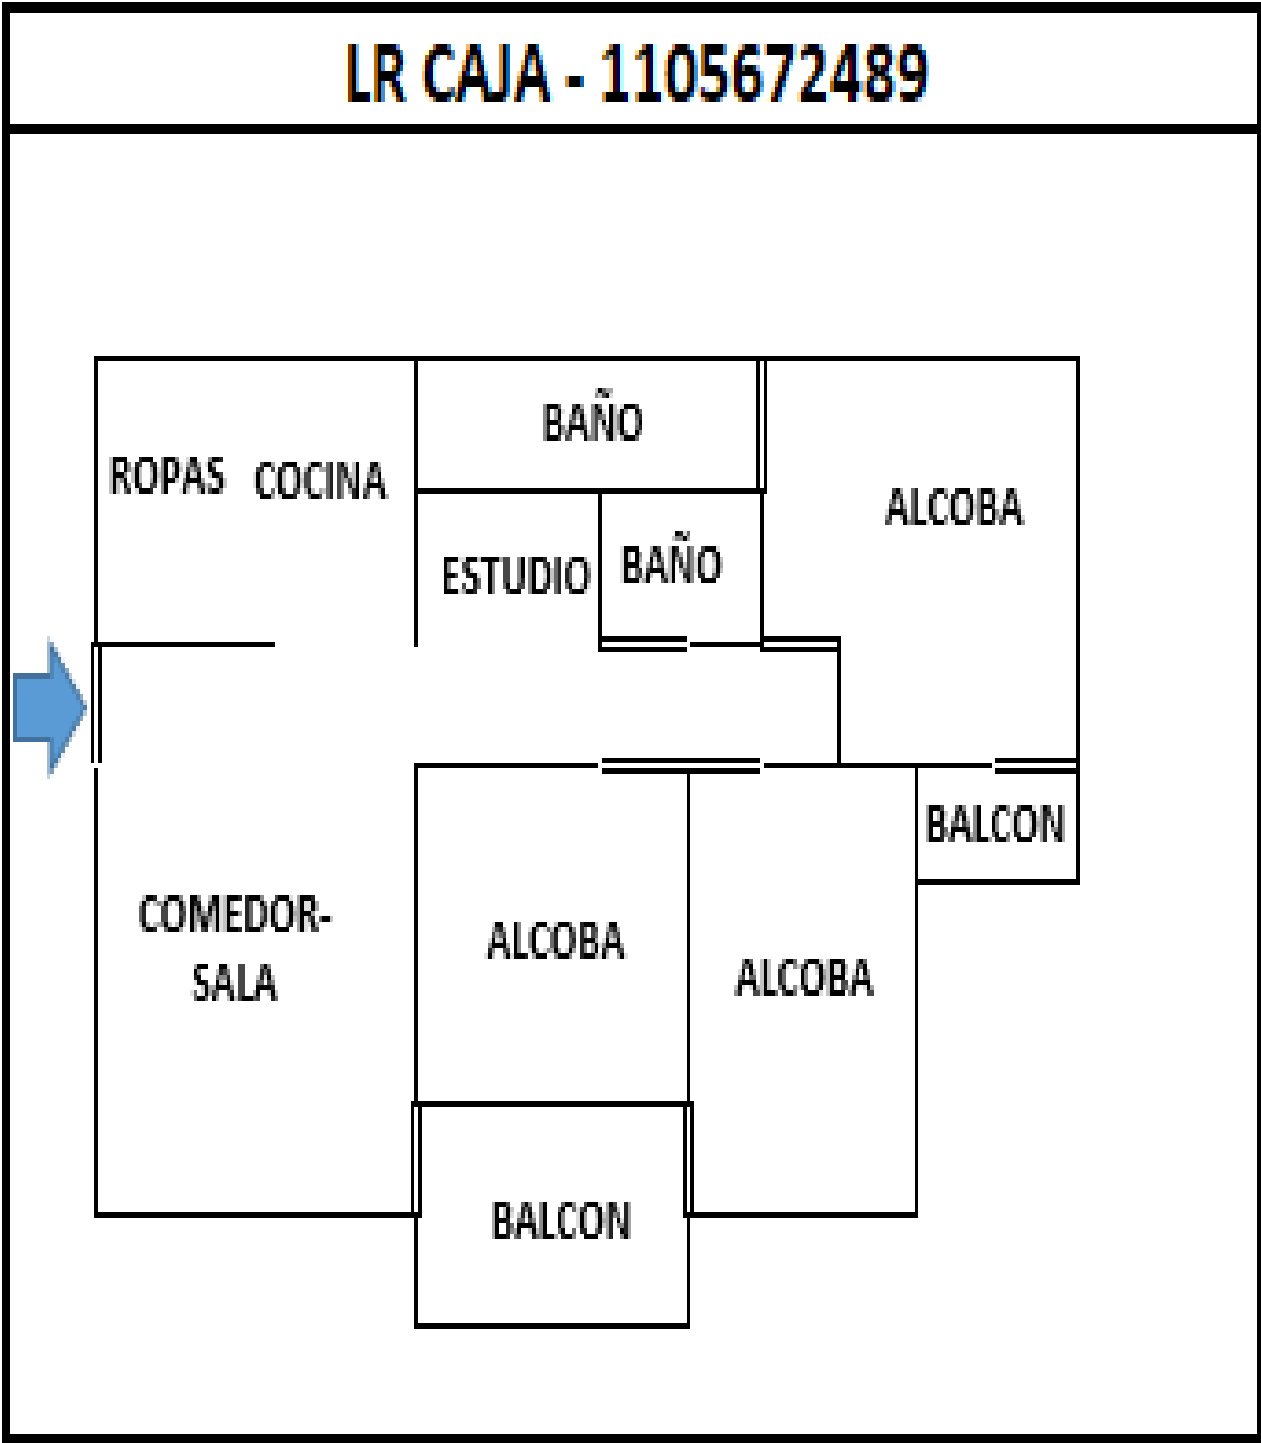 LR CAJA - 1105672489
BAÑO
ROPAS COCINA
ALCOBA
ESTUDIO
BAÑO
BALCON
COMEDOR-
SALA
ALCOBA
ALCOBA
BALCON